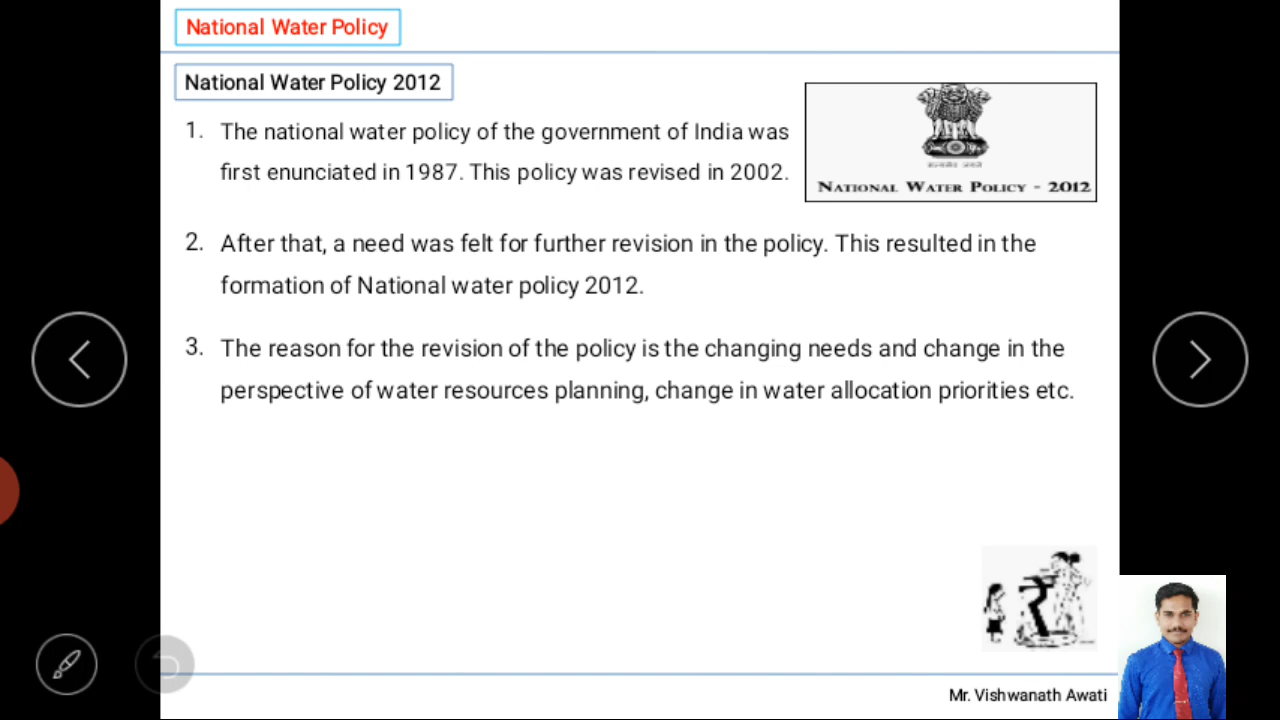 National Water Policy
National Water Policy 2012
1. The national water policy of the government of India was
first enunciated in 1987. This policy was revised in 2002.
सत्यमेव जयते
NATIONAL WATER POLICY - 2012
2. After that, a need was felt for further revision in the policy. This resulted in the
formation of National water policy 2012.
3. The reason for the revision of the policy is the changing needs and change in the
perspective of water resources planning, change in water allocation priorities etc.
Mr. Vishwanath Awati